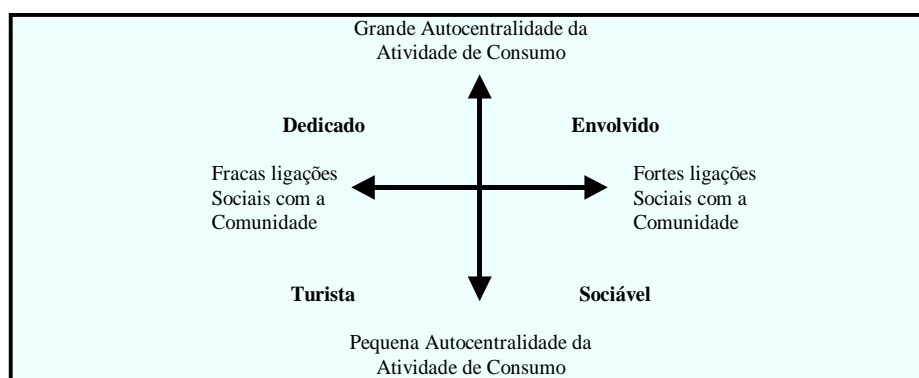 Grande Autocentralidade da
Atividade de Consumo
Dedicado
Envolvido
Fracas ligações
Sociais com a
Comunidade
Fortes ligações
Sociais com a
Comunidade
Turista
Sociável
Pequena Autocentralidade da
Atividade de Consumo